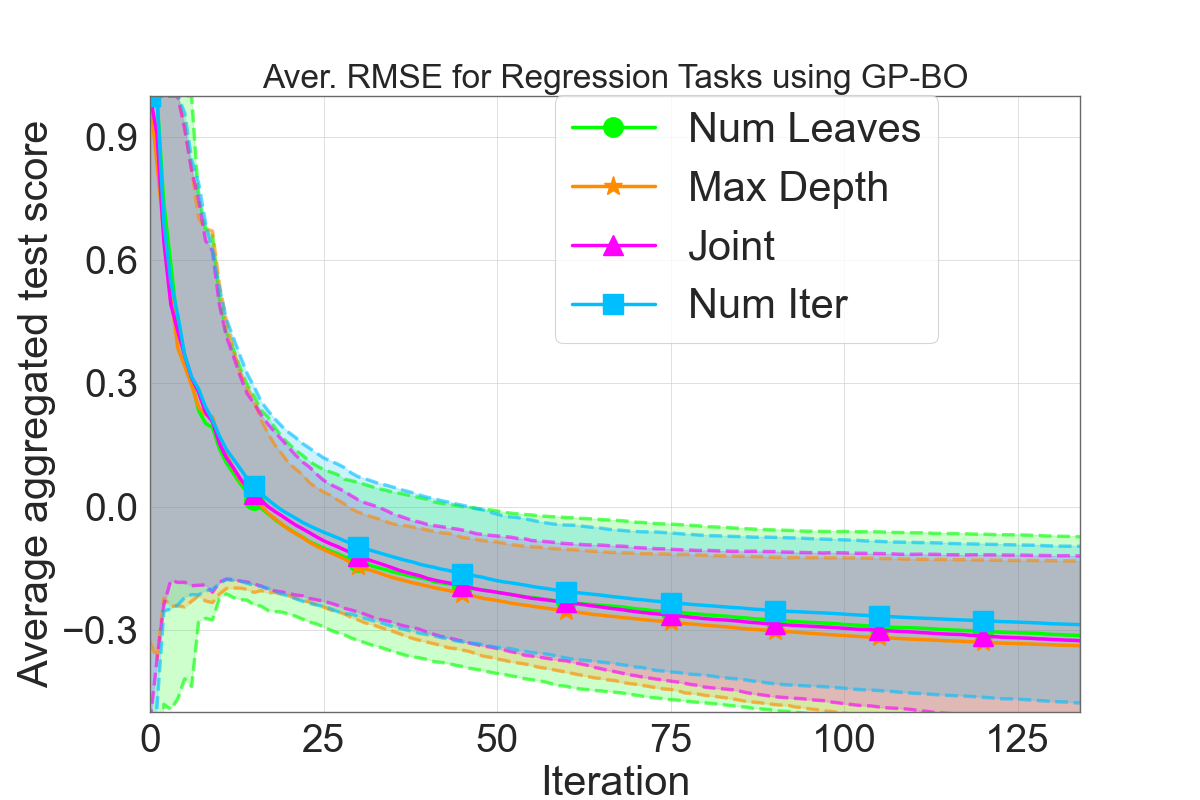 Aver. RMSE for Regression Tasks using GP-BO
Average aggregated test score
0.9
0.6
0.3
0.0
−0.3
Num Leaves
Max Depth
Joint
Num Iter
0 25 50 75 100 125
Iteration